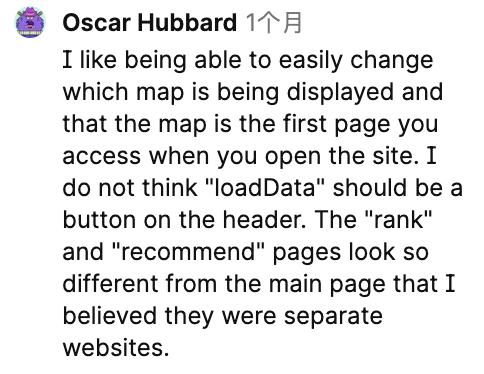 Oscar Hubbard 1个月
I like being able to easily change
which map is being displayed and
that the map is the first page you
access when you open the site. I
do not think "loadData" should be a
button on the header. The "rank"
and "recommend" pages look so
different from the main page that I
believed they were separate
websites.